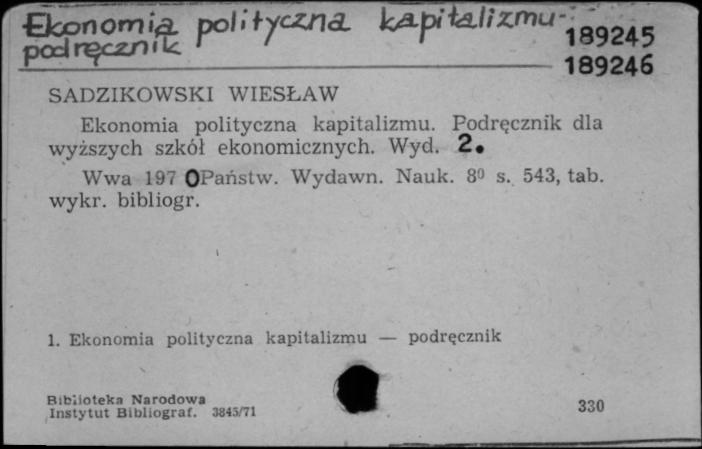 Ekonomia polityczna kapitalizmu-
podręcznik
189245
189246
SADZIKOWSKI WIESŁAW
Ekonomia polityczna kapitalizmu. Podręcznik dla
wyższych szkół ekonomicznych. Wyd. 2.
Wwa 1970 Państw. Wydawn. Nauk. 8⁰ s. 543, tab.
wykr. bibliogr.
1. Ekonomia polityczna kapitalizmu — podręcznik
Biblioteka Narodowa
Instytut Bibliograf. 3845/71
330